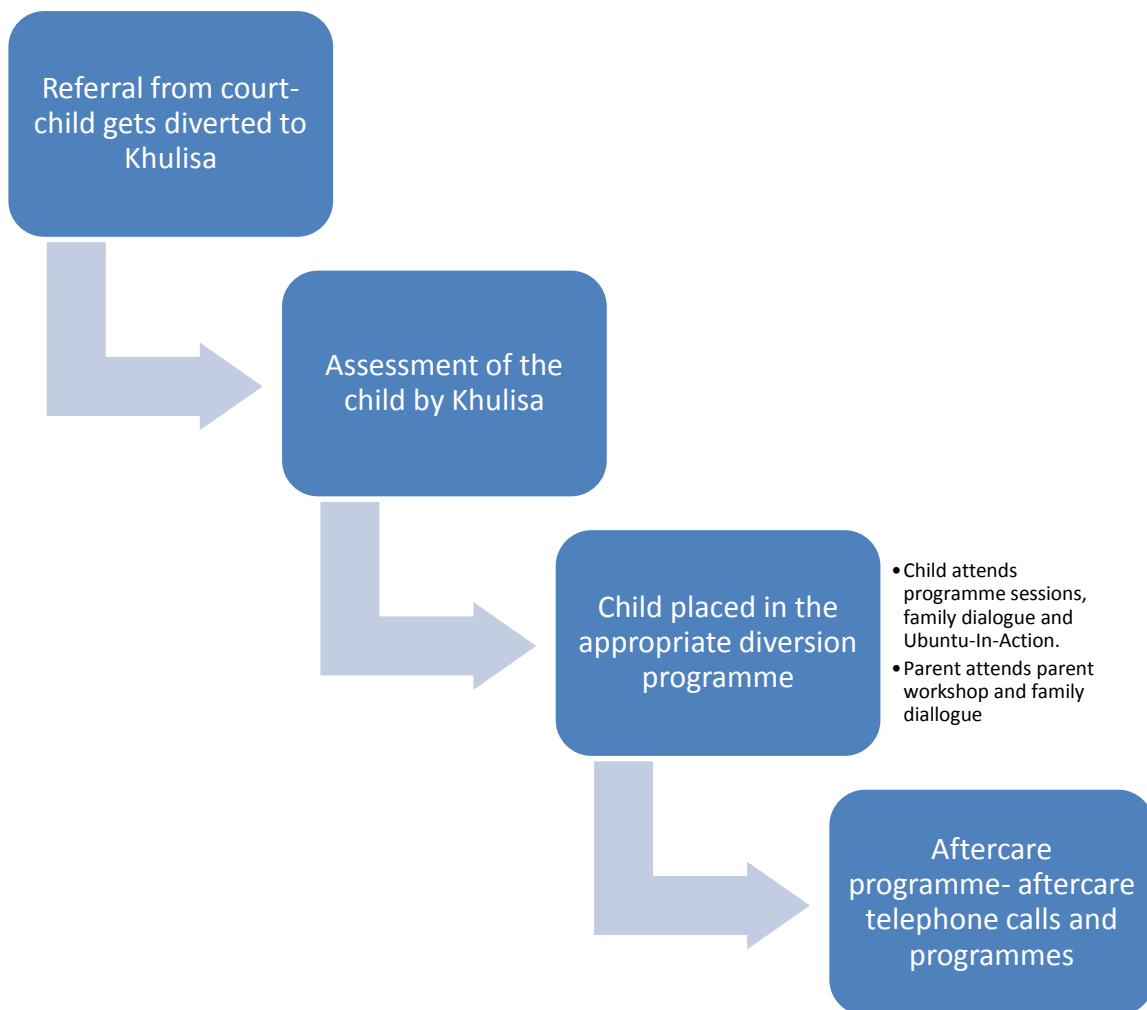 Referral from court-
child gets diverted to
Khulisa
Assessment of the
child by Khulisa
Child placed in the
appropriate diversion
programme
•Child attends
programme sessions,
family dialogue and
Ubuntu-In-Action.
•Parent attends parent
workshop and family
diallogue
Aftercare
programme- aftercare
telephone calls and
programmes